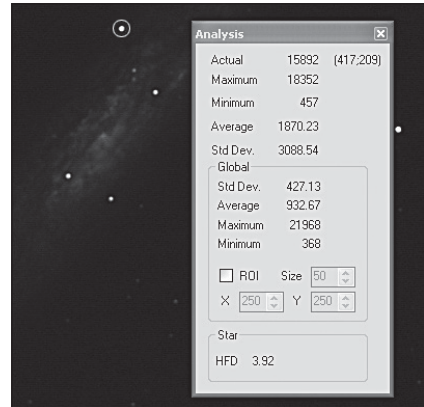 Analysis
Actual 15892 (417;209)
Maximum 18352
Minimum 457
Average 1870.23
Std Dev. 3088.54
Global
Std Dev. 427.13
Average 932.67
Maximum 21968
Minimum 368
ROI Size 50
X 250 Y 250
Star
HFD 3.92